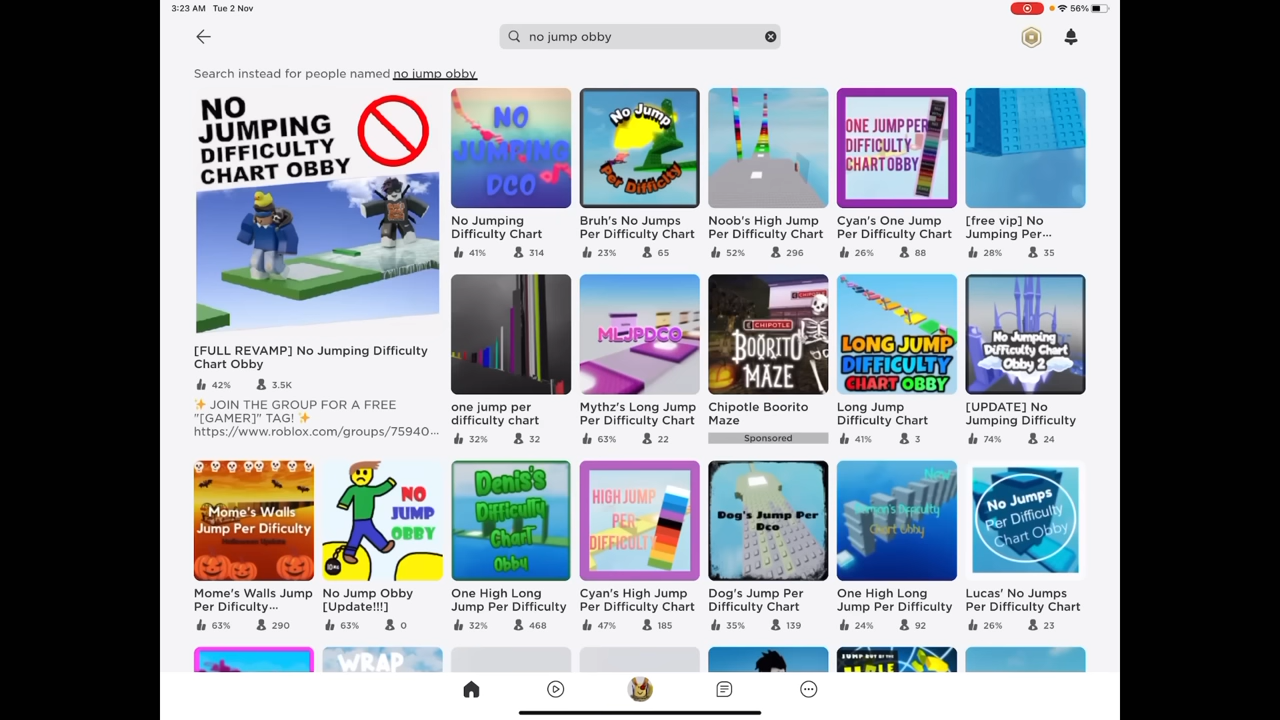 3:23 AM Tue 2 Nov
56%
no jump obby
Search instead for people named no jump obby
NO
JUMPING
DIFFICULTY
CHART OBBY
[FULL REVAMP] No Jumping Difficulty
Chart Obby
42% 3.5K
✨ JOIN THE GROUP FOR A FREE
"[GAMER]" TAG! ✨
https://www.roblox.com/groups/75940...
NO
JUMPING
DCO
No Jumping
Difficulty Chart
41% 314
No Jump
Per Difficlty
Bruh's No Jumps
Per Difficulty Chart
23% 65
Noob's High Jump
Per Difficulty Chart
52% 296
ONE JUMP PER
DIFFICULTY
CHART OBBY
Cyan's One Jump
Per Difficulty Chart
26% 88
[free vip] No
Jumping Per...
28% 35
one jump per
difficulty chart
32% 32
MLJPDCO
Mythz's Long Jump
Per Difficulty Chart
63% 22
CHIPOTLE
CHIPOTLE
BOORITO
MAZE
Chipotle Boorito
Maze
Sponsored
LONG JUMP
DIFFICULTY
CHART OBBY
Long Jump
Difficulty Chart
41% 3
No Jumping
Difficulty Chart
Obby 2
[UPDATE] No
Jumping Difficulty
74% 24
Mome's Walls
Jump Per Dificulty
Halloween Update
Mome's Walls Jump
Per Dificulty...
63% 290
NO
JUMP
OBBY
No Jump Obby
[Update!!!]
63% 0
Denis's
Difficulty
Chart
Obby
One High Long
Jump Per Difficulty
32% 468
HIGH JUMP
PER
DIFFICULTY
Cyan's High Jump
Per Difficulty Chart
47% 185
Dog's Jump Per
Dco
Dog's Jump Per
Difficulty Chart
35% 139
New
Difficulty
Chart Obby
One High Long
Jump Per Difficulty
24% 92
No Jumps
Per Difficulty
Chart Obby
Lucas' No Jumps
Per Difficulty Chart
26% 23
WRAP
JUMP OUT OF THE